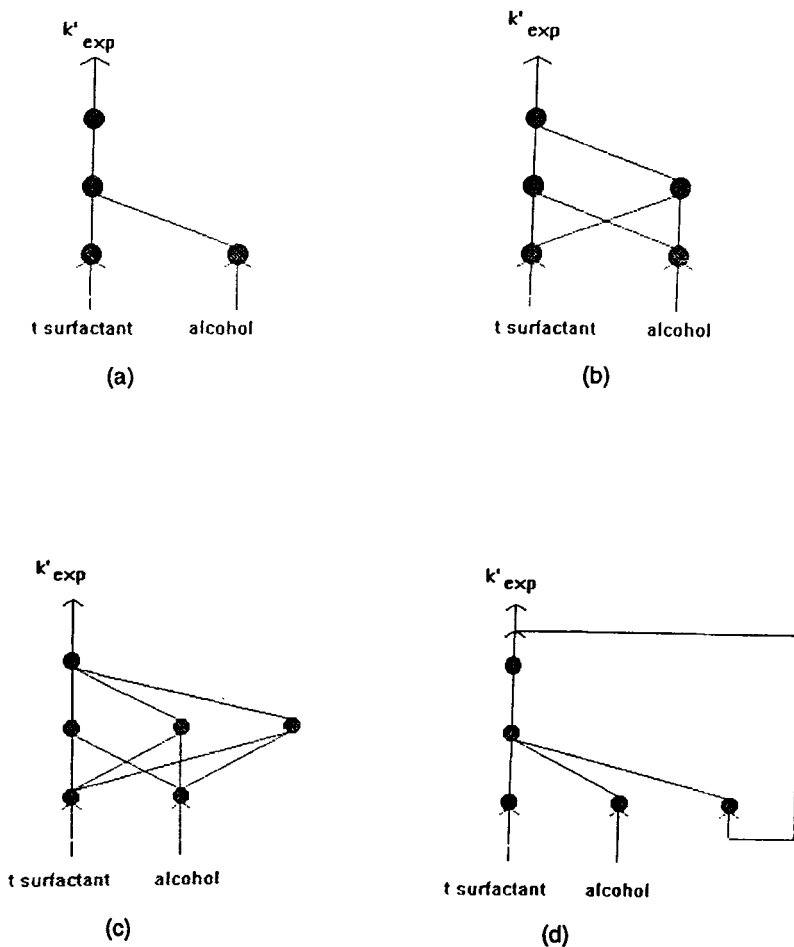 k'exp
k'exp
t surfactant alcohol
t surfactant alcohol
(a)
(b)
k'exp
k'exp
t surfactant alcohol
t surfactant alcohol
(c)
(d)